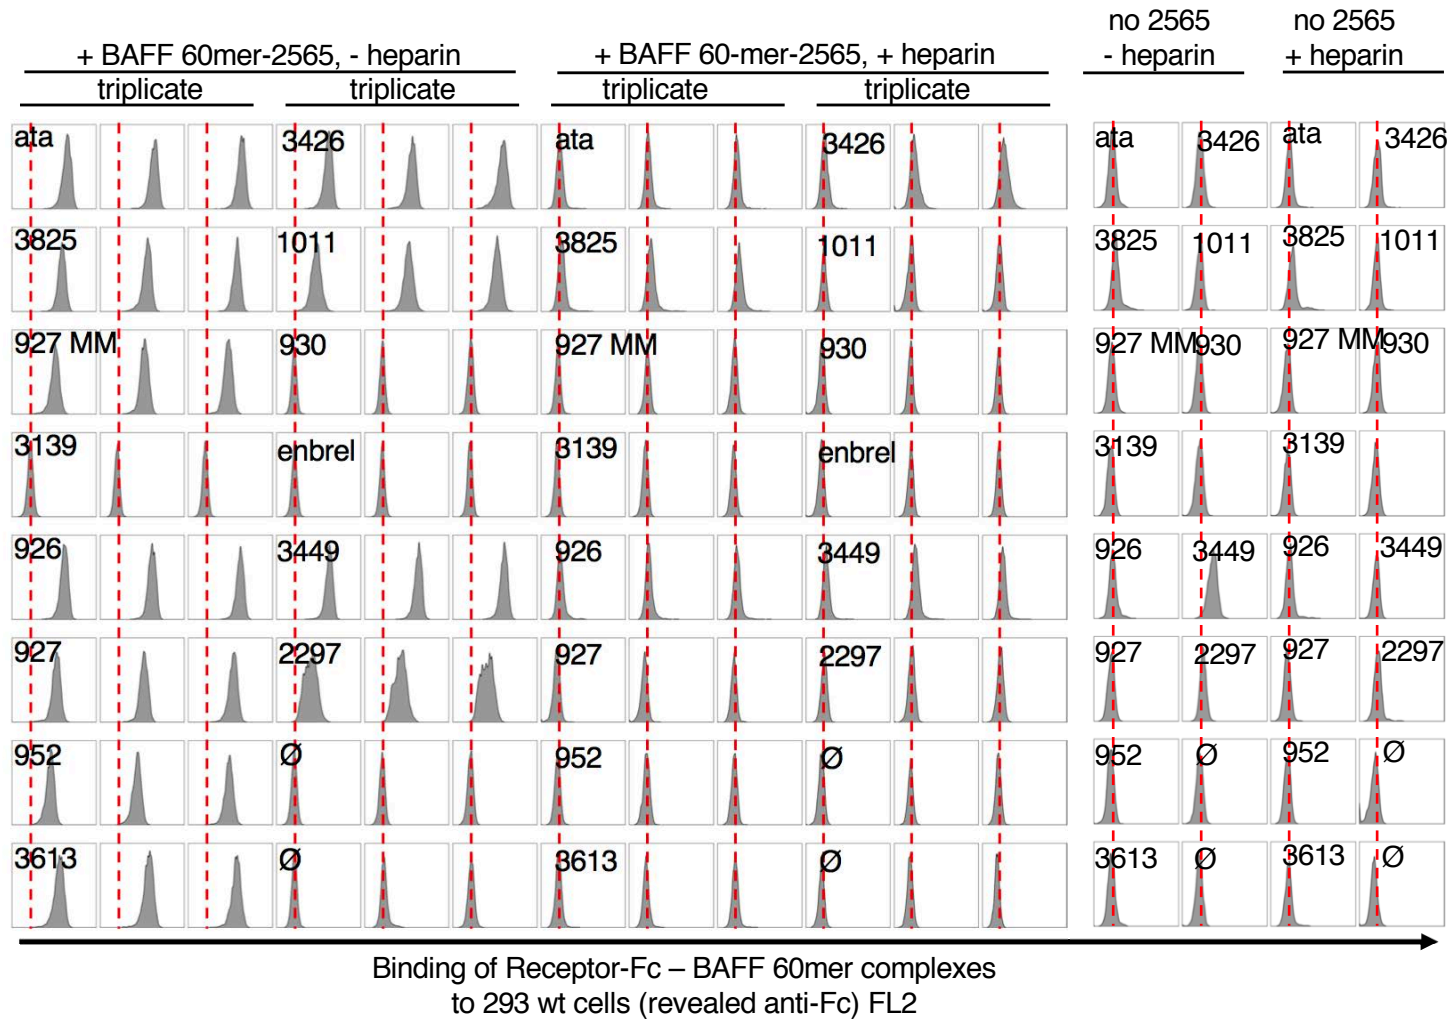 + BAFF 60mer-2565, - heparin
+ BAFF 60-mer-2565, + heparin
no 2565
- heparin
no 2565
+ heparin
triplicate
triplicate
triplicate
triplicate
ata 3426 ata 3426 ata 3426 ata 3426
3825 1011 3825 1011 3825 1011 3825 1011
927 MM 930 927 MM 930 927 MM 930 927 MM 930
3139 enbrel 3139 enbrel 3139 3139
926 3449 926 3449 926 3449 926 3449
927 2297 927 2297 927 2297 927 2297
952 Ø 952 Ø 952 Ø 952 Ø
3613 Ø 3613 Ø 3613 Ø 3613 Ø
Binding of Receptor-Fc – BAFF 60mer complexes
to 293 wt cells (revealed anti-Fc) FL2